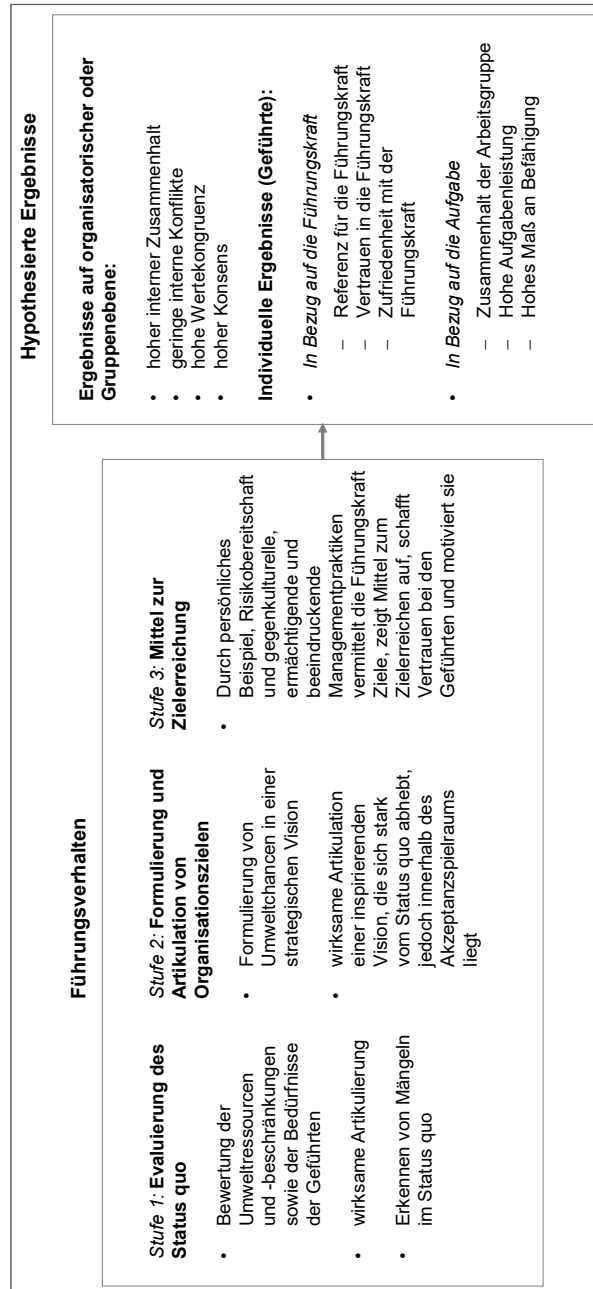 Führungsverhalten
Stufe 1: Evaluierung des
Status quo
• Bewertung der
Umweltressourcen
und -beschränkungen
sowie der Bedürfnisse
der Geführten
• wirksame Artikulierung
• Erkennen von Mängeln
im Status quo
Stufe 2: Formulierung und
Artikulation von
Organisationszielen
• Formulierung von
Umweltchancen in einer
strategischen Vision
• wirksame Artikulation
einer inspirierenden
Vision, die sich stark
vom Status quo abhebt,
jedoch innerhalb des
Akzeptanzspielraums
liegt
Stufe 3: Mittel zur
Zielerreichung
• Durch persönliches
Beispiel, Risikobereitschaft
und gegenkulturelle,
ermächtigende und
beeindruckende
Managementpraktiken
vermittelt die Führungskraft
Ziele, zeigt Mittel zum
Zielerreichen auf, schafft
Vertrauen bei den
Geführten und motiviert sie
Hypothesierte Ergebnisse
Ergebnisse auf organisatorischer oder
Gruppenebene:
• hoher interner Zusammenhalt
• geringe interne Konflikte
• hohe Wertekongruenz
• hoher Konsens
Individuelle Ergebnisse (Geführte):
• In Bezug auf die Führungskraft
– Referenz für die Führungskraft
– Vertrauen in die Führungskraft
– Zufriedenheit mit der
Führungskraft
• In Bezug auf die Aufgabe
– Zusammenhalt der Arbeitsgruppe
– Hohe Aufgabenleistung
– Hohes Maß an Befähigung